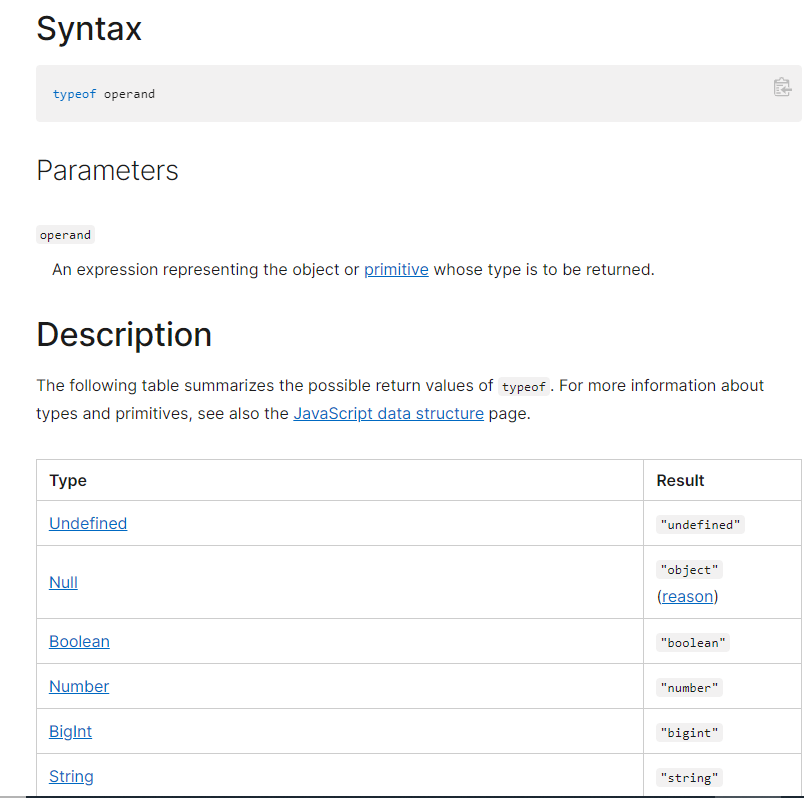 Syntax
typeof operand
Parameters
operand
An expression representing the object or primitive whose type is to be returned.
Description
The following table summarizes the possible return values of typeof. For more information about
types and primitives, see also the JavaScript data structure page.
Type Result
Undefined "undefined"
Null "object"
(reason)
Boolean "boolean"
Number "number"
BigInt "bigint"
String "string"